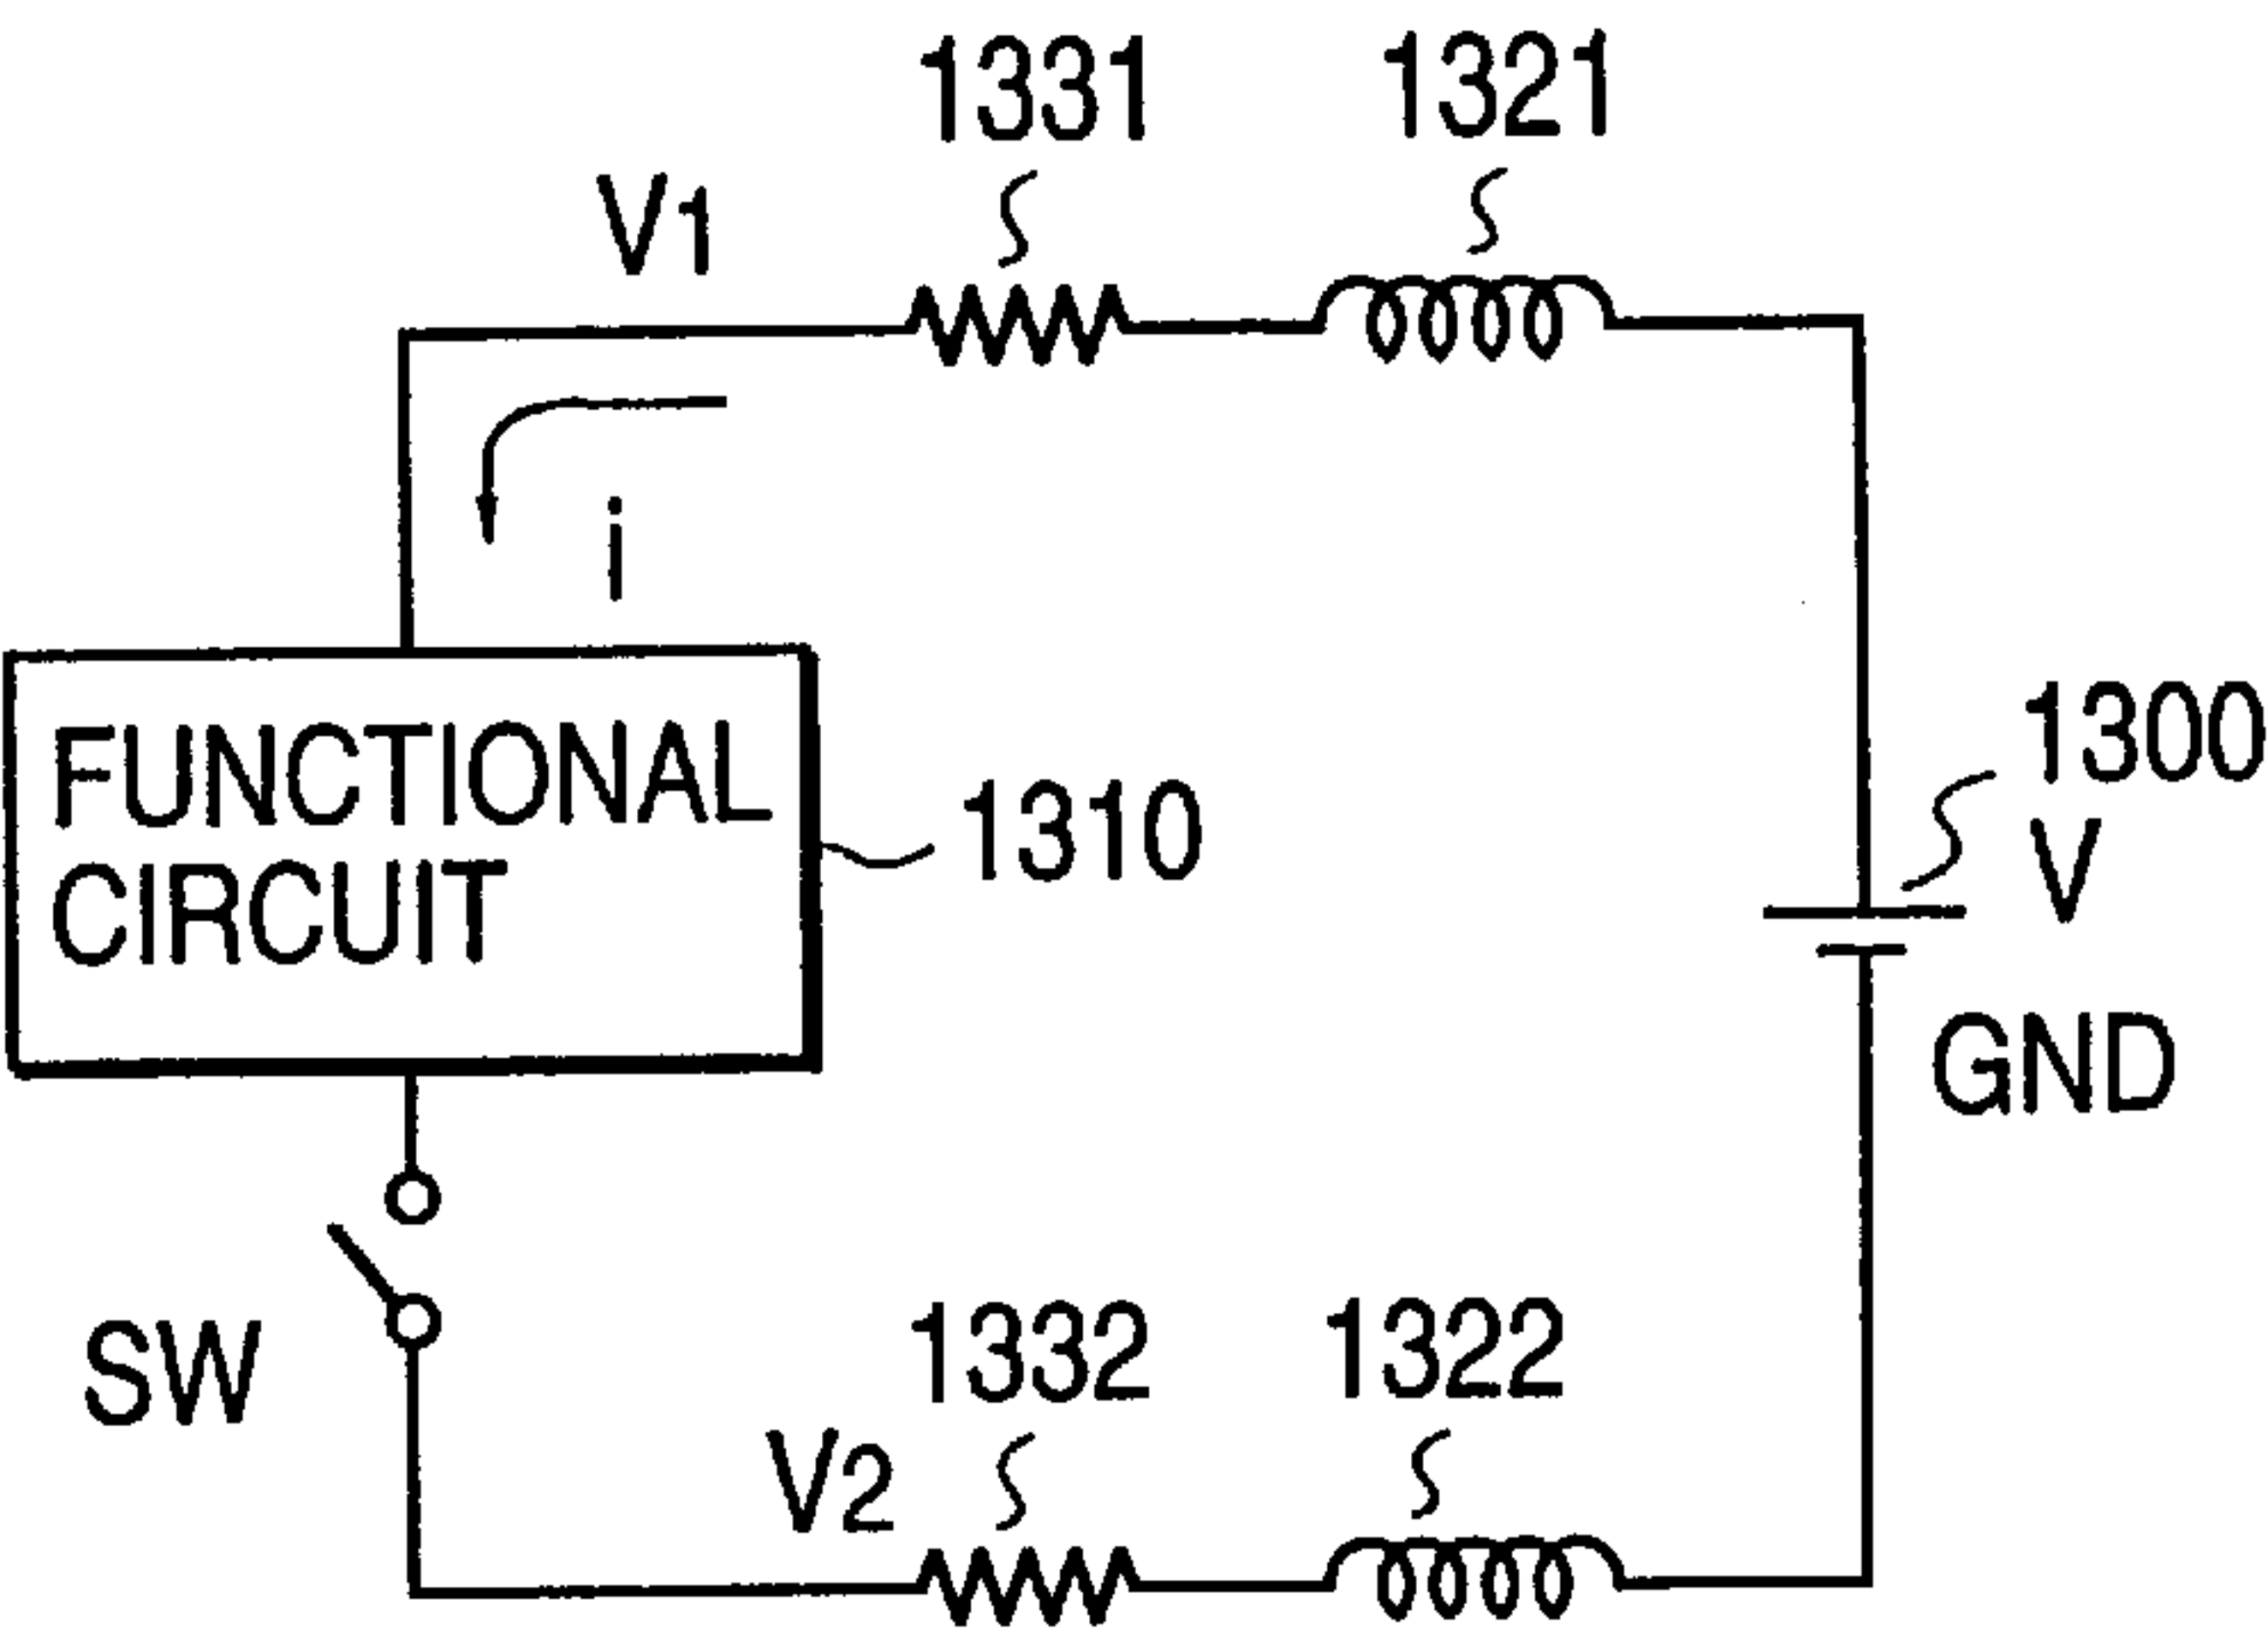 1331
1321
V1
i
FUNCTIONAL
CIRCUIT
1310
1300
V
GND
SW
1332
1322
V2